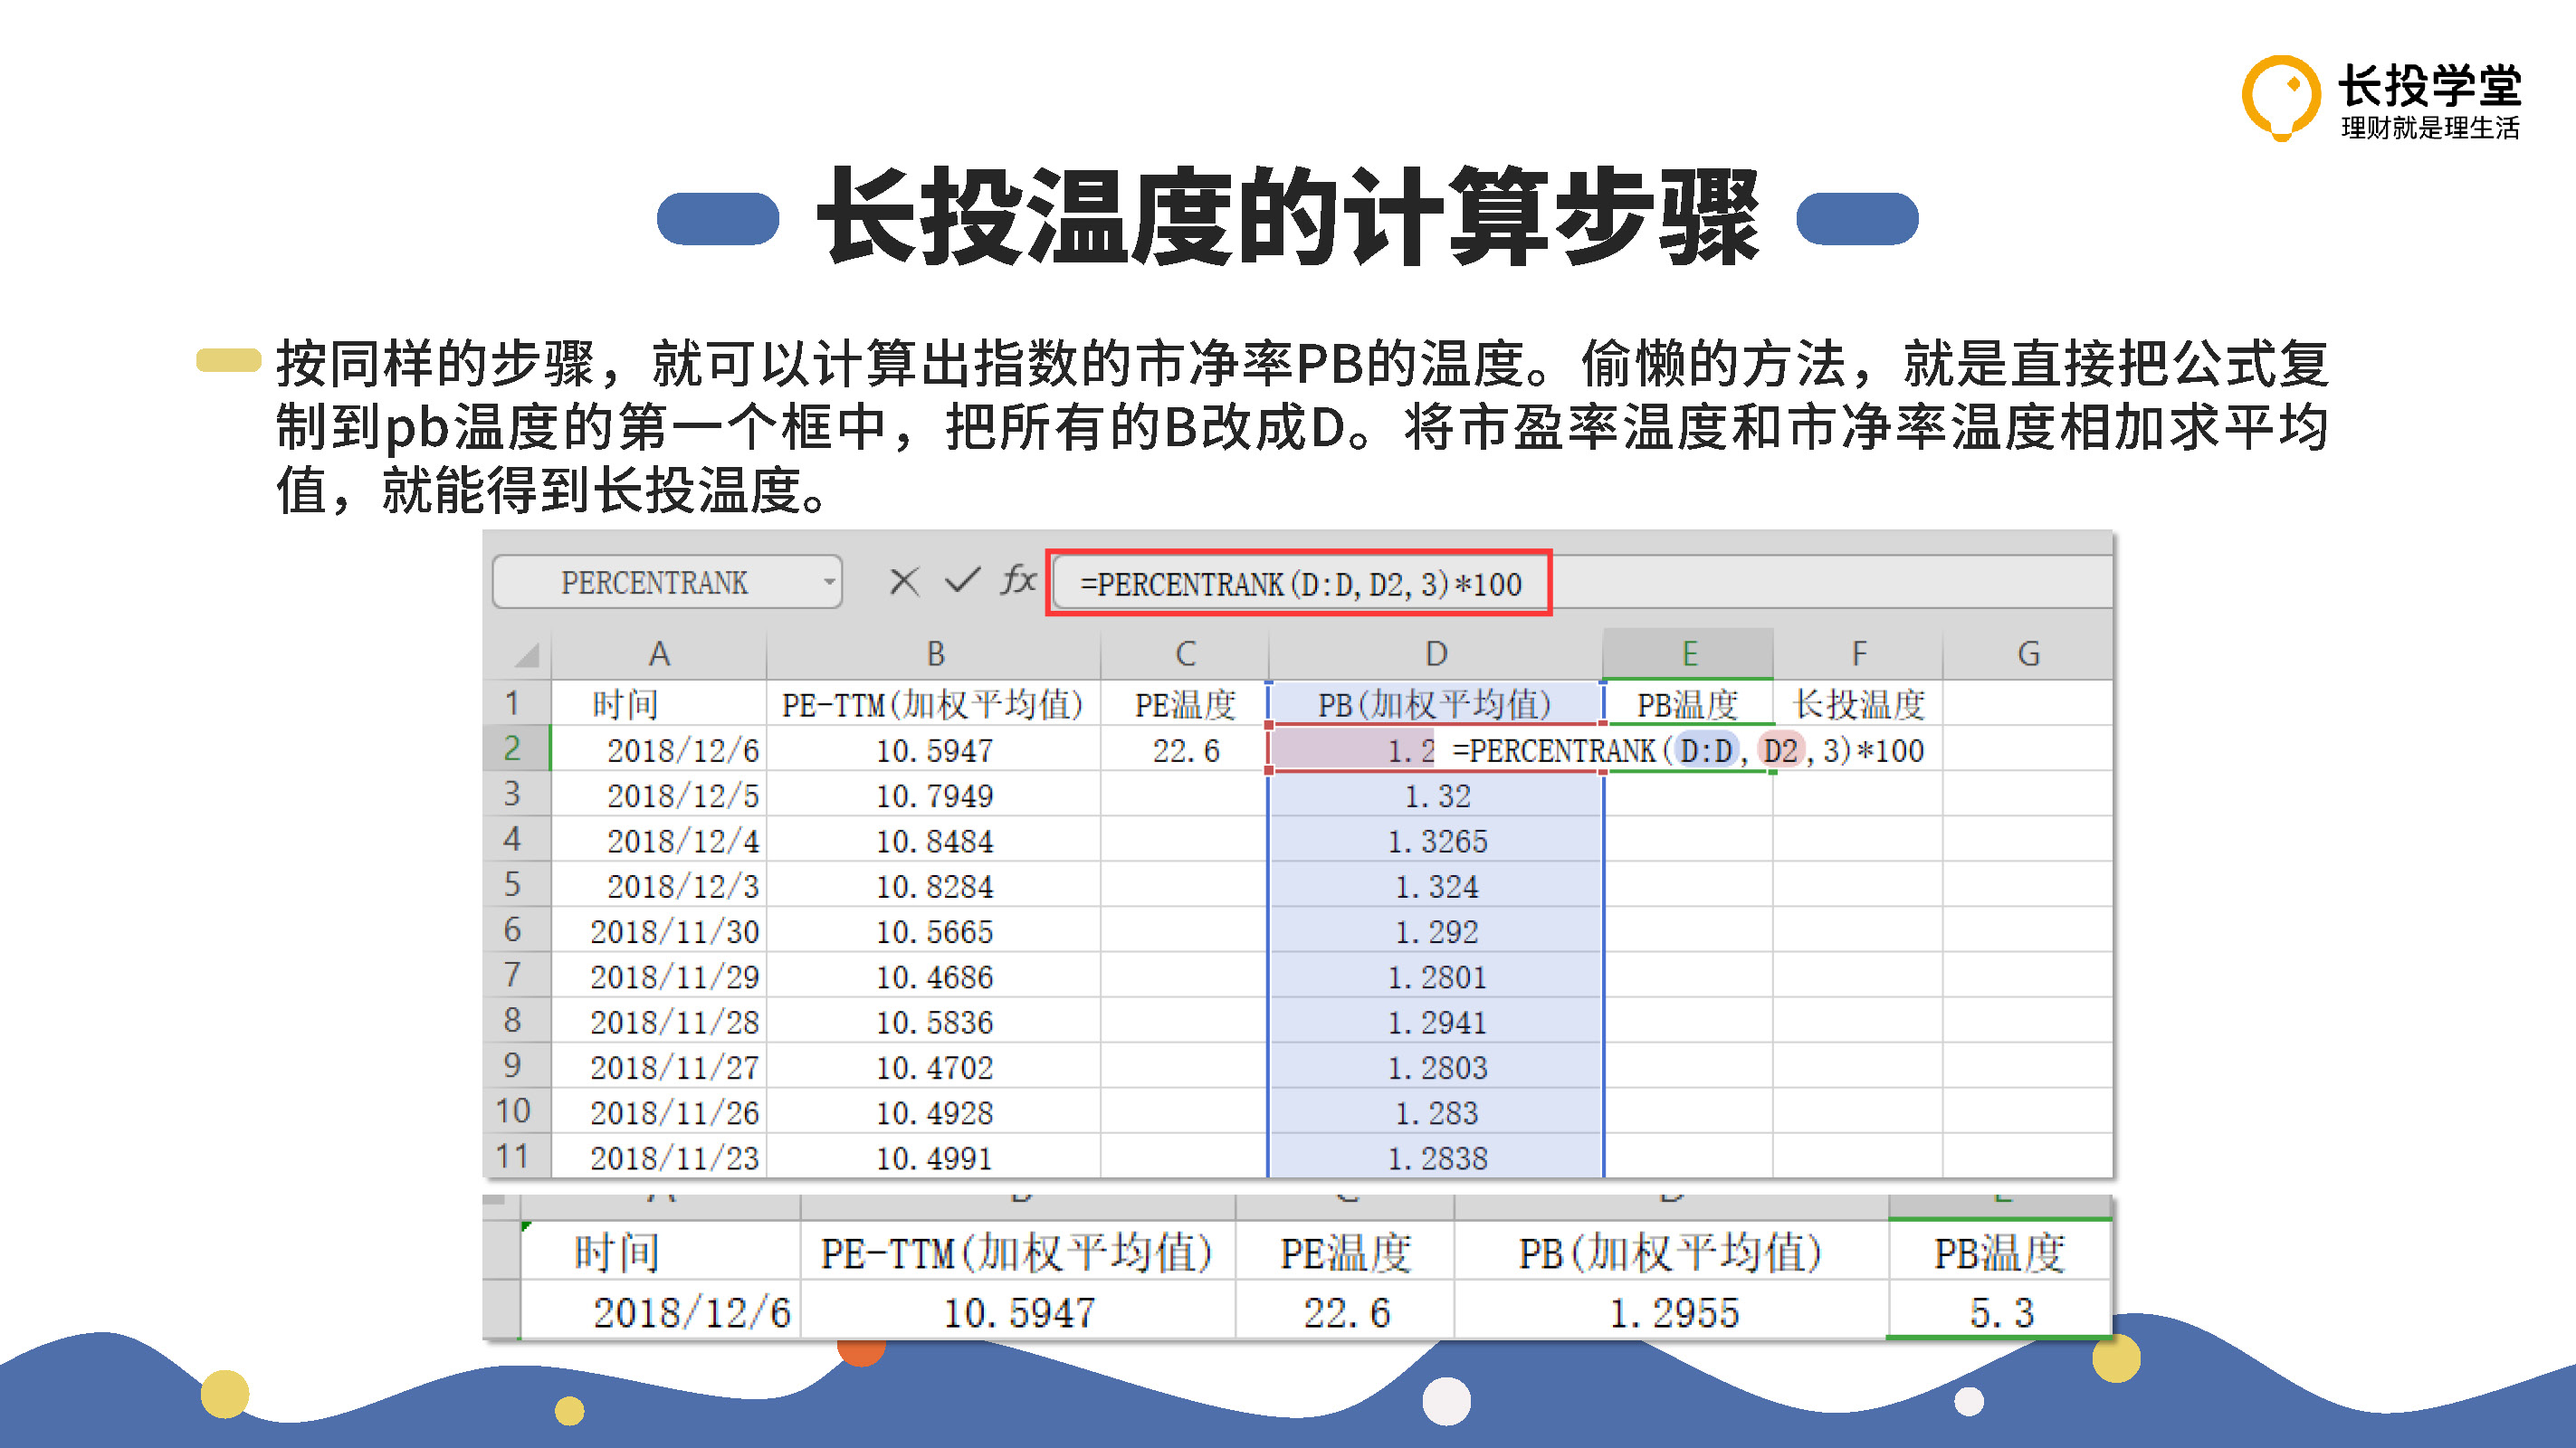 长投学堂
理财就是理生活
长投温度的计算步骤
按同样的步骤，就可以计算出指数的市净率PB的温度。偷懒的方法，就是直接把公式复
制到pb温度的第一个框中，把所有的B改成D。将市盈率温度和市净率温度相加求平均
值，就能得到长投温度。
PERCENTRANK fx =PERCENTRANK(D:D,D2,3)*100
A B C D E F G
1 时间 PE-TTM(加权平均值) PE温度 PB(加权平均值) PB温度 长投温度
2 2018/12/6 10.5947 22.6 1.2 =PERCENTRANK(D:D,D2,3)*100
3 2018/12/5 10.7949 1.32
4 2018/12/4 10.8484 1.3265
5 2018/12/3 10.8284 1.324
6 2018/11/30 10.5665 1.292
7 2018/11/29 10.4686 1.2801
8 2018/11/28 10.5836 1.2941
9 2018/11/27 10.4702 1.2803
10 2018/11/26 10.4928 1.283
11 2018/11/23 10.4991 1.2838
时间 PE-TTM(加权平均值) PE温度 PB(加权平均值) PB温度
2018/12/6 10.5947 22.6 1.2955 5.3